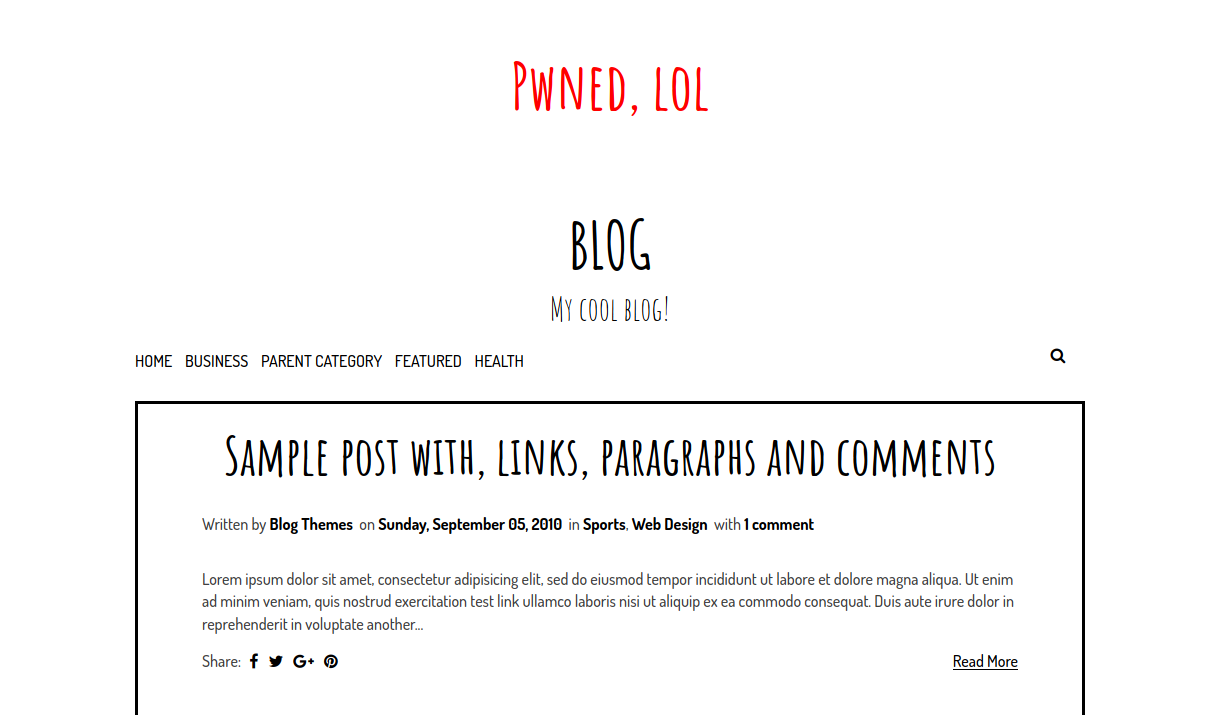 Pwned, lol
BLOG
My cool blog!
HOME BUSINESS PARENT CATEGORY FEATURED HEALTH
Sample post with, links, paragraphs and comments
Written by Blog Themes on Sunday, September 05, 2010 in Sports, Web Design with 1 comment
Lorem ipsum dolor sit amet, consectetur adipisicing elit, sed do eiusmod tempor incididunt ut labore et dolore magna aliqua. Ut enim
ad minim veniam, quis nostrud exercitation test link ullamco laboris nisi ut aliquip ex ea commodo consequat. Duis aute irure dolor in
reprehenderit in voluptate another...
Share: Read More